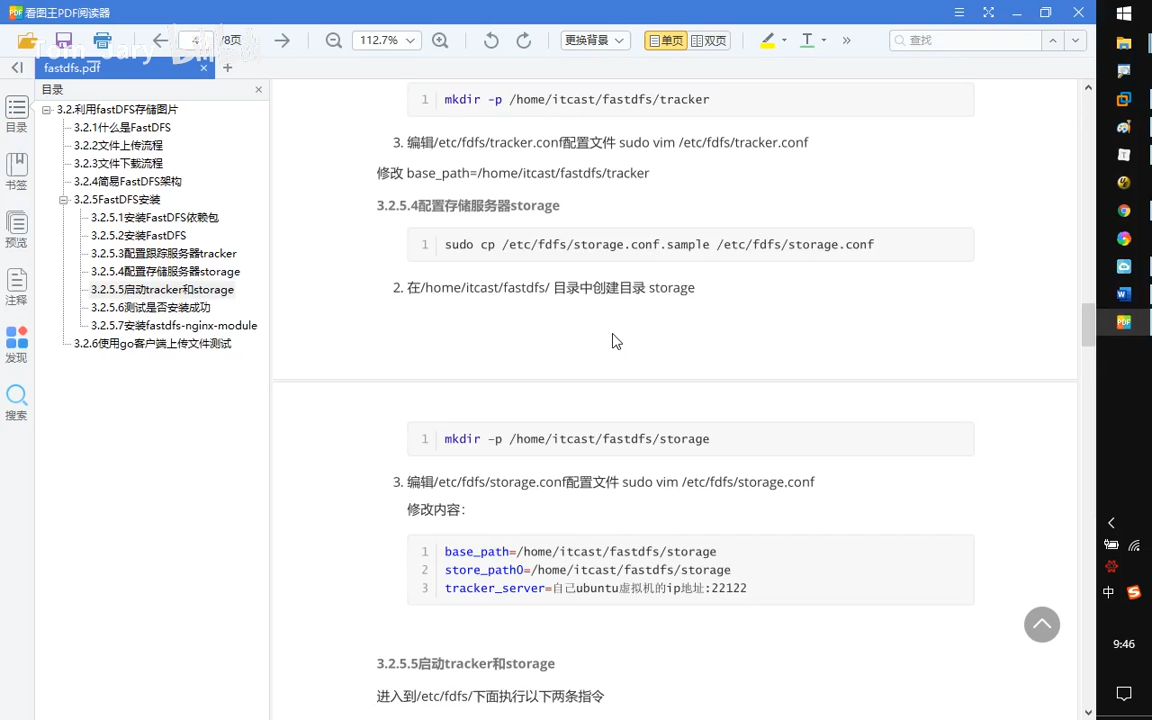 看图王PDF阅读器
/8页
112.7%
更换背景
单页
双页
查找
Tom_Jary
fastdfs.pdf
目录
目录
书签
预览
注释
发现
搜索
3.2.利用fastDFS存储图片
3.2.1什么是FastDFS
3.2.2文件上传流程
3.2.3文件下载流程
3.2.4简易FastDFS架构
3.2.5FastDFS安装
3.2.5.1安装FastDFS依赖包
3.2.5.2安装FastDFS
3.2.5.3配置跟踪服务器tracker
3.2.5.4配置存储服务器storage
3.2.5.5启动tracker和storage
3.2.5.6测试是否安装成功
3.2.5.7安装fastdfs-nginx-module
3.2.6使用go客户端上传文件测试
1 mkdir -p /home/itcast/fastdfs/tracker
3. 编辑/etc/fdfs/tracker.conf配置文件 sudo vim /etc/fdfs/tracker.conf
修改 base_path=/home/itcast/fastdfs/tracker
3.2.5.4配置存储服务器storage
1 sudo cp /etc/fdfs/storage.conf.sample /etc/fdfs/storage.conf
2. 在/home/itcast/fastdfs/ 目录中创建目录 storage
1 mkdir -p /home/itcast/fastdfs/storage
3. 编辑/etc/fdfs/storage.conf配置文件 sudo vim /etc/fdfs/storage.conf
修改内容：
1 base_path=/home/itcast/fastdfs/storage
2 store_path0=/home/itcast/fastdfs/storage
3 tracker_server=自己ubuntu虚拟机的ip地址:22122
3.2.5.5启动tracker和storage
进入到/etc/fdfs/下面执行以下两条指令
中
9:46